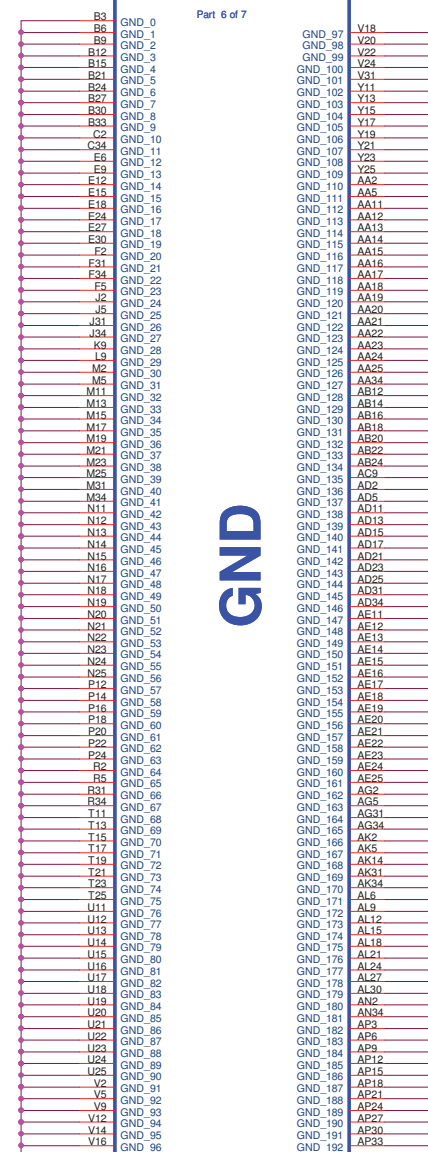 Part 6 of 7
B3 GND_0
B6 GND_1
B9 GND_2
B12 GND_3
B15 GND_4
B21 GND_5
B24 GND_6
B27 GND_7
B30 GND_8
B33 GND_9
C2 GND_10
C34 GND_11
E6 GND_12
E9 GND_13
E12 GND_14
E15 GND_15
E18 GND_16
E24 GND_17
E27 GND_18
E30 GND_19
F2 GND_20
F31 GND_21
F34 GND_22
F5 GND_23
J2 GND_24
J5 GND_25
J31 GND_26
J34 GND_27
K9 GND_28
L9 GND_29
M2 GND_30
M5 GND_31
M11 GND_32
M13 GND_33
M15 GND_34
M17 GND_35
M19 GND_36
M21 GND_37
M23 GND_38
M25 GND_39
M31 GND_40
M34 GND_41
N11 GND_42
N12 GND_43
N13 GND_44
N14 GND_45
N15 GND_46
N16 GND_47
N17 GND_48
N18 GND_49
N19 GND_50
N20 GND_51
N21 GND_52
N22 GND_53
N23 GND_54
N24 GND_55
N25 GND_56
P12 GND_57
P14 GND_58
P16 GND_59
P18 GND_60
P20 GND_61
P22 GND_62
P24 GND_63
R2 GND_64
R5 GND_65
R31 GND_66
R34 GND_67
T11 GND_68
T13 GND_69
T15 GND_70
T17 GND_71
T19 GND_72
T21 GND_73
T23 GND_74
T25 GND_75
U11 GND_76
U12 GND_77
U13 GND_78
U14 GND_79
U15 GND_80
U16 GND_81
U17 GND_82
U18 GND_83
U19 GND_84
U20 GND_85
U21 GND_86
U22 GND_87
U23 GND_88
U24 GND_89
U25 GND_90
V2 GND_91
V5 GND_92
V9 GND_93
V12 GND_94
V14 GND_95
V16 GND_96
GND
GND_97 V18
GND_98 V20
GND_99 V22
GND_100 V24
GND_101 V31
GND_102 Y11
GND_103 Y13
GND_104 Y15
GND_105 Y17
GND_106 Y19
GND_107 Y21
GND_108 Y23
GND_109 Y25
GND_110 AA2
GND_111 AA5
GND_112 AA11
GND_113 AA12
GND_114 AA13
GND_115 AA14
GND_116 AA15
GND_117 AA16
GND_118 AA17
GND_119 AA18
GND_120 AA19
GND_121 AA20
GND_122 AA21
GND_123 AA22
GND_124 AA23
GND_125 AA24
GND_126 AA25
GND_127 AA34
GND_128 AB12
GND_129 AB14
GND_130 AB16
GND_131 AB18
GND_132 AB20
GND_133 AB22
GND_134 AB24
GND_135 AC9
GND_136 AD2
GND_137 AD5
GND_138 AD11
GND_139 AD13
GND_140 AD15
GND_141 AD17
GND_142 AD21
GND_143 AD23
GND_144 AD25
GND_145 AD31
GND_146 AD34
GND_147 AE11
GND_148 AE12
GND_149 AE13
GND_150 AE14
GND_151 AE15
GND_152 AE16
GND_153 AE17
GND_154 AE18
GND_155 AE19
GND_156 AE20
GND_157 AE21
GND_158 AE22
GND_159 AE23
GND_160 AE24
GND_161 AE25
GND_162 AG2
GND_163 AG5
GND_164 AG31
GND_165 AG34
GND_166 AK2
GND_167 AK5
GND_168 AK14
GND_169 AK31
GND_170 AK34
GND_171 AL6
GND_172 AL9
GND_173 AL12
GND_174 AL15
GND_175 AL18
GND_176 AL21
GND_177 AL24
GND_178 AL27
GND_179 AL30
GND_180 AN2
GND_181 AN34
GND_182 AP3
GND_183 AP6
GND_184 AP9
GND_185 AP12
GND_186 AP15
GND_187 AP18
GND_188 AP21
GND_189 AP24
GND_190 AP27
GND_191 AP30
GND_192 AP33